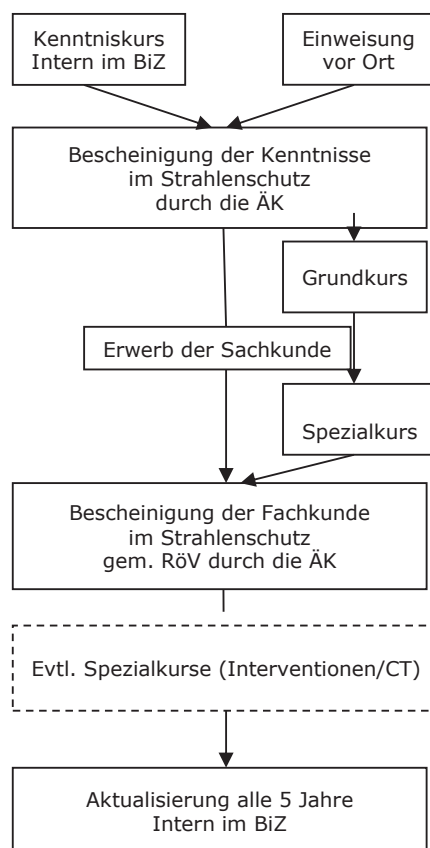 Kenntniskurs
Intern im BiZ
Einweisung
vor Ort
Bescheinigung der Kenntnisse
im Strahlenschutz
durch die ÄK
Grundkurs
Erwerb der Sachkunde
Spezialkurs
Bescheinigung der Fachkunde
im Strahlenschutz
gem. RöV durch die ÄK
Evtl. Spezialkurse (Interventionen/CT)
Aktualisierung alle 5 Jahre
Intern im BiZ